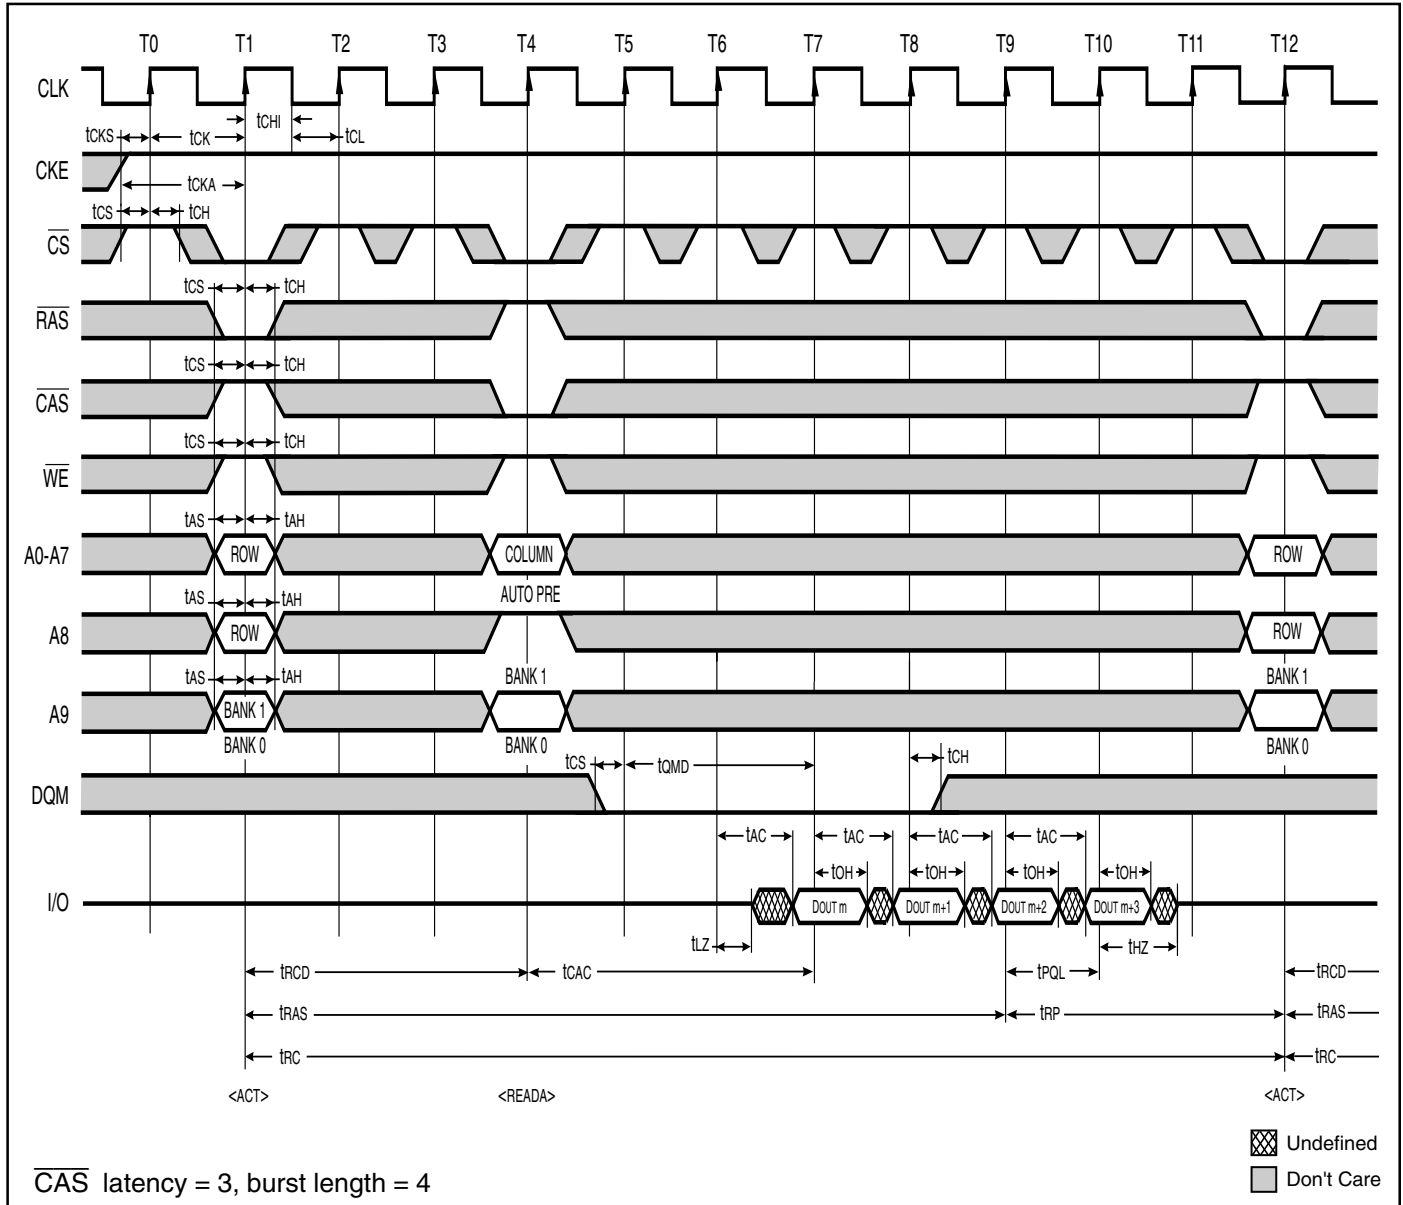 T0 T1 T2 T3 T4 T5 T6 T7 T8 T9 T10 T11 T12
CLK
tCHI
tCKS tCK tCL
CKE
tCKA
tCS tCH
CS
tCS tCH
RAS
tCS tCH
CAS
tCS tCH
WE
tAS tAH
A0-A7 ROW COLUMN ROW
AUTO PRE
tAS tAH
A8 ROW ROW
BANK 1 BANK 1
tAS tAH
A9 BANK 1
BANK 0 BANK 0 BANK 0
tCS tQMD tCH
DQM
tAC tAC tAC tAC
tOH tOH tOH tOH
I/O DOUT m DOUT m+1 DOUT m+2 DOUT m+3
tLZ tHZ
tRCD tCAC tPQL tRCD
tRAS tRP tRAS
tRC tRC
<ACT> <READA> <ACT>
Undefined
Don't Care
CAS latency = 3, burst length = 4